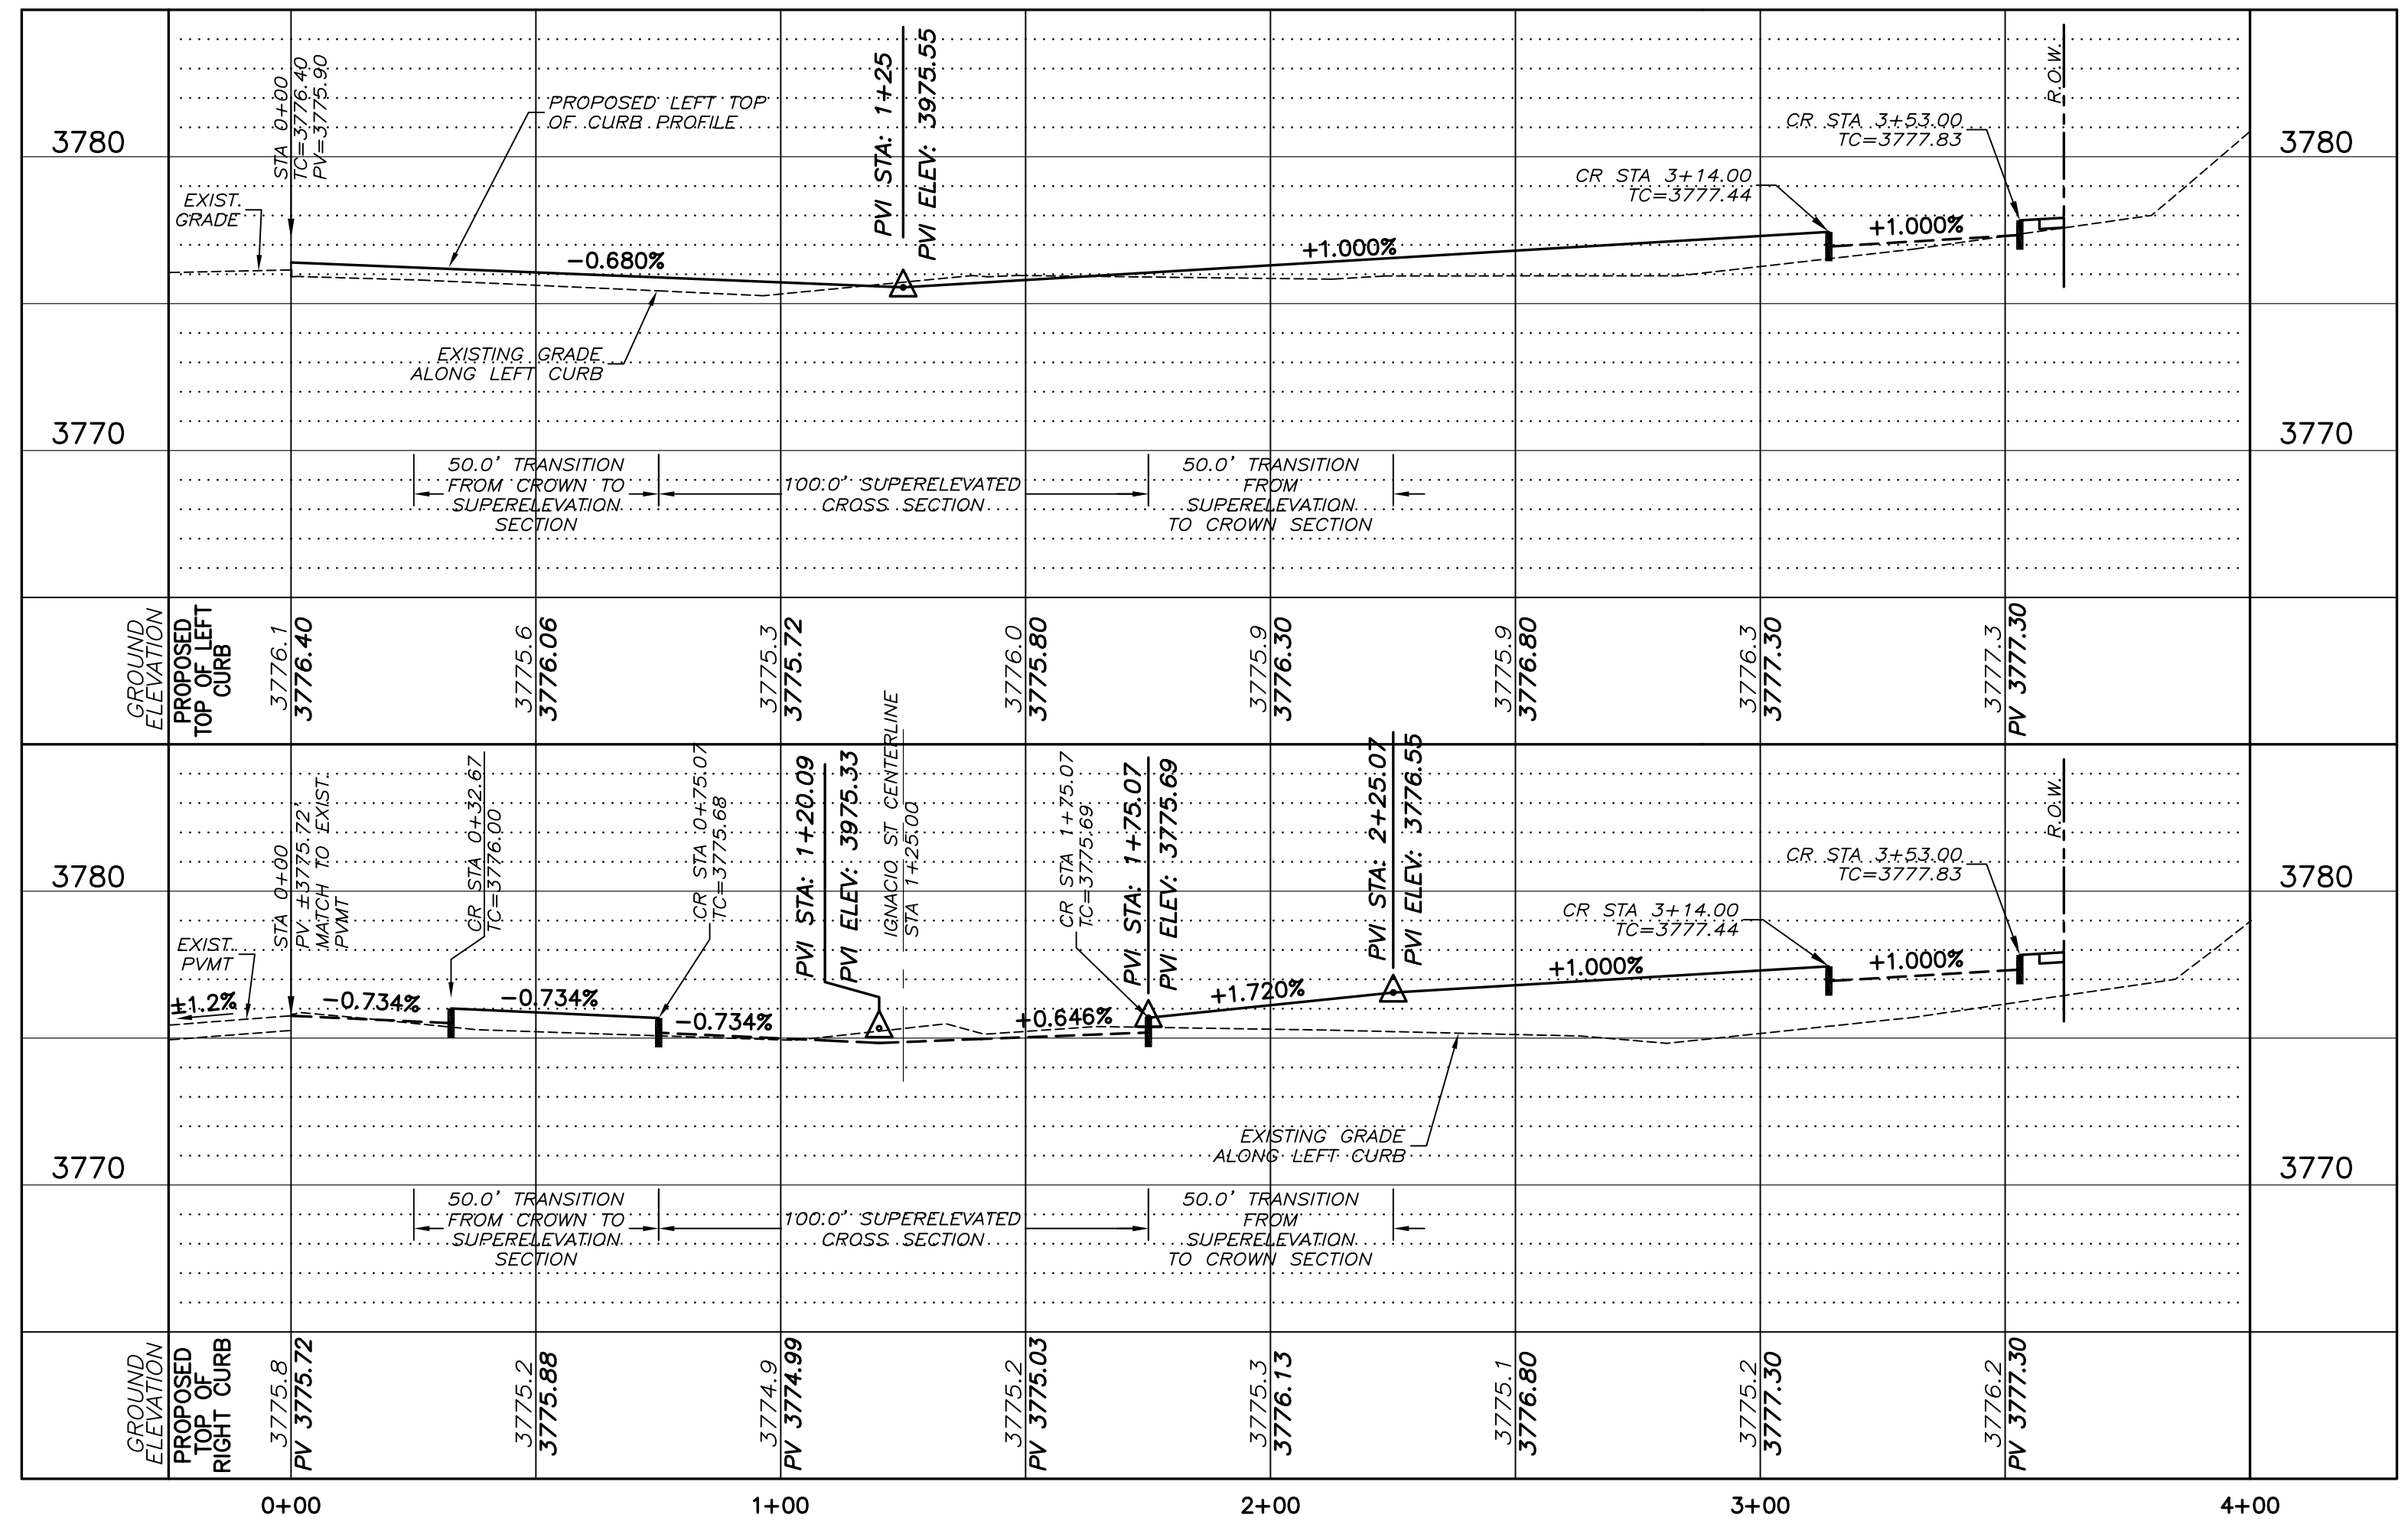 STA 0+00
TC=3776.40
PV=3775.90
PROPOSED LEFT TOP
OF CURB PROFILE
PVI STA: 1+25
PVI ELEV: 3975.55
R.O.W.
CR STA 3+53.00
TC=3777.83
3780
3780
CR STA 3+14.00
TC=3777.44
EXIST.
GRADE
-0.680%
+1.000%
+1.000%
EXISTING GRADE
ALONG LEFT CURB
3770
3770
50.0' TRANSITION
FROM CROWN TO
SUPERELEVATION
SECTION
100.0' SUPERELEVATED
CROSS SECTION
50.0' TRANSITION
FROM
SUPERELEVATION
TO CROWN SECTION
GROUND
ELEVATION
PROPOSED
TOP OF LEFT
CURB
3776.1
3776.40
3775.6
3776.06
3775.3
3775.72
3776.0
3775.80
3775.9
3776.30
3775.9
3776.80
3776.3
3777.30
3777.3
PV 3777.30
STA 0+00
PV ±3775.72'
MATCH TO EXIST.
PVMT
CR STA 0+32.67
TC=3776.00
CR STA 0+75.07
TC=3775.68
PVI STA: 1+20.09
PVI ELEV: 3975.33
IGNACIO ST CENTERLINE
STA 1+25.00
CR STA 1+75.07
TC=3775.69
PVI STA: 1+75.07
PVI ELEV: 3775.69
PVI STA: 2+25.07
PVI ELEV: 3776.55
R.O.W.
CR STA 3+53.00
TC=3777.83
3780
3780
CR STA 3+14.00
TC=3777.44
EXIST.
PVMT
±1.2%
-0.734%
-0.734%
-0.734%
+0.646%
+1.720%
+1.000%
+1.000%
EXISTING GRADE
ALONG LEFT CURB
3770
3770
50.0' TRANSITION
FROM CROWN TO
SUPERELEVATION
SECTION
100.0' SUPERELEVATED
CROSS SECTION
50.0' TRANSITION
FROM
SUPERELEVATION
TO CROWN SECTION
GROUND
ELEVATION
PROPOSED
TOP OF
RIGHT CURB
3775.8
PV 3775.72
3775.2
3775.88
3774.9
PV 3774.99
3775.2
PV 3775.03
3775.3
3776.13
3775.1
3776.80
3775.2
3777.30
3776.2
PV 3777.30
0+00
1+00
2+00
3+00
4+00